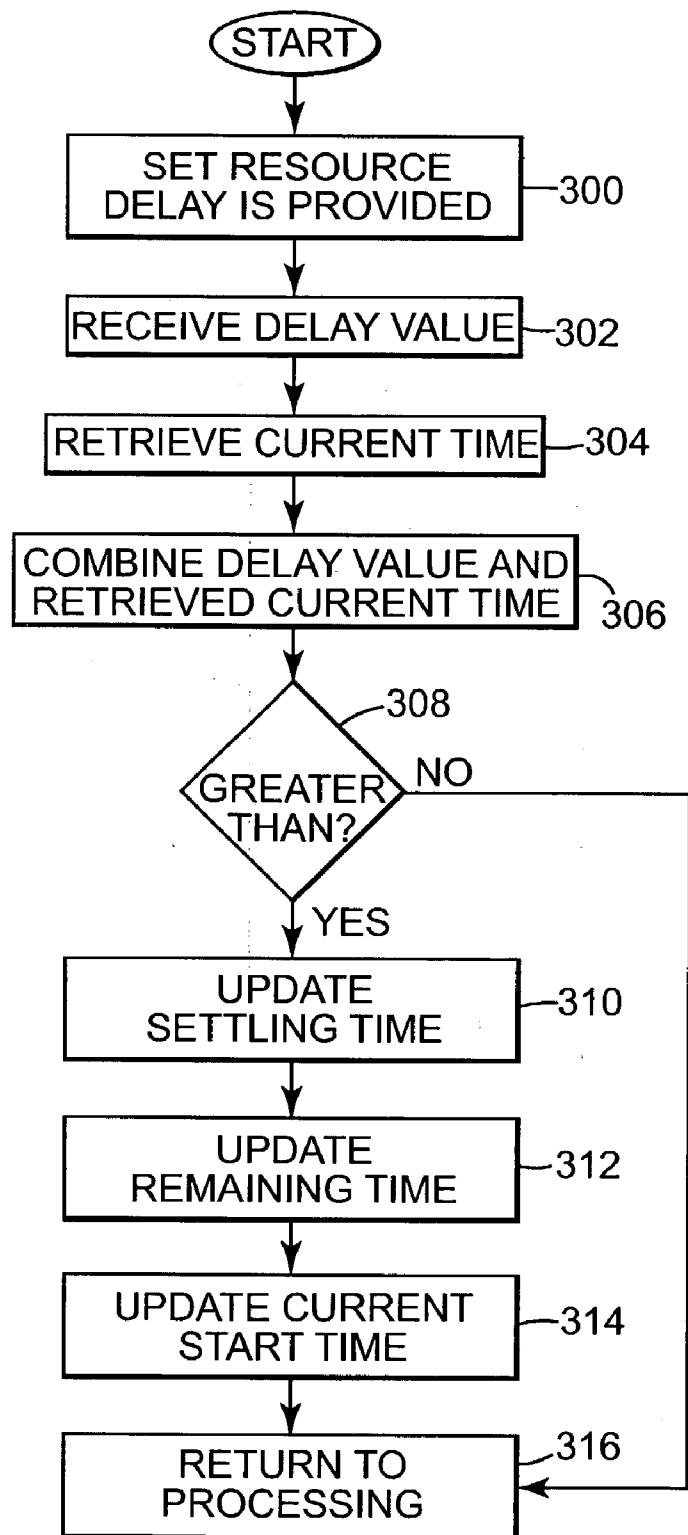 START
SET RESOURCE
DELAY IS PROVIDED
300
RECEIVE DELAY VALUE
302
RETRIEVE CURRENT TIME
304
COMBINE DELAY VALUE AND
RETRIEVED CURRENT TIME
306
308
GREATER
THAN?
NO
YES
UPDATE
SETTLING TIME
310
UPDATE
REMAINING TIME
312
UPDATE CURRENT
START TIME
314
RETURN TO
PROCESSING
316